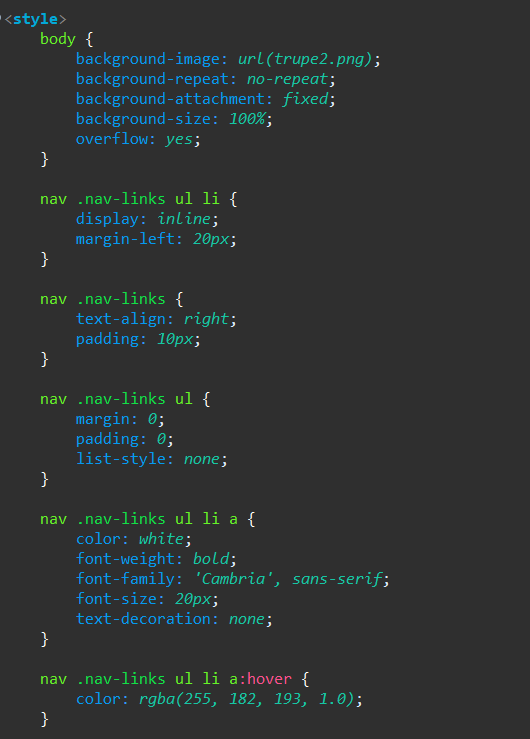 <style>
body {
background-image: url(trupe2.png);
background-repeat: no-repeat;
background-attachment: fixed;
background-size: 100%;
overflow: yes;
}
nav .nav-links ul li {
display: inline;
margin-left: 20px;
}
nav .nav-links {
text-align: right;
padding: 10px;
}
nav .nav-links ul {
margin: 0;
padding: 0;
list-style: none;
}
nav .nav-links ul li a {
color: white;
font-weight: bold;
font-family: 'Cambria', sans-serif;
font-size: 20px;
text-decoration: none;
}
nav .nav-links ul li a:hover {
color: rgba(255, 182, 193, 1.0);
}